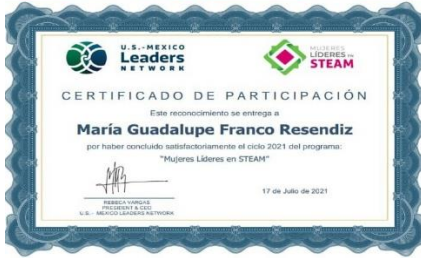 U.S.-MEXICO
Leaders
NETWORK
MUJERES
LÍDERES EN
STEAM
CERTIFICADO DE PARTICIPACIÓN
Este reconocimiento se entrega a
María Guadalupe Franco Resendiz
por haber concluido satisfactoriamente el ciclo 2021 del programa:
"Mujeres Líderes en STEAM"
17 de Julio de 2021
REBECA VARGAS
PRESIDENT & CEO
U.S. - MEXICO LEADERS NETWORK